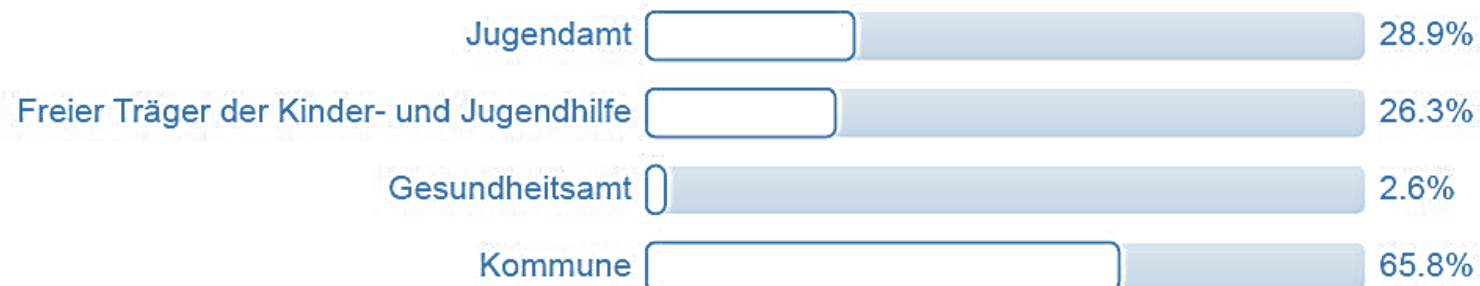 Jugendamt 28.9%
Freier Träger der Kinder- und Jugendhilfe 26.3%
Gesundheitsamt 2.6%
Kommune 65.8%